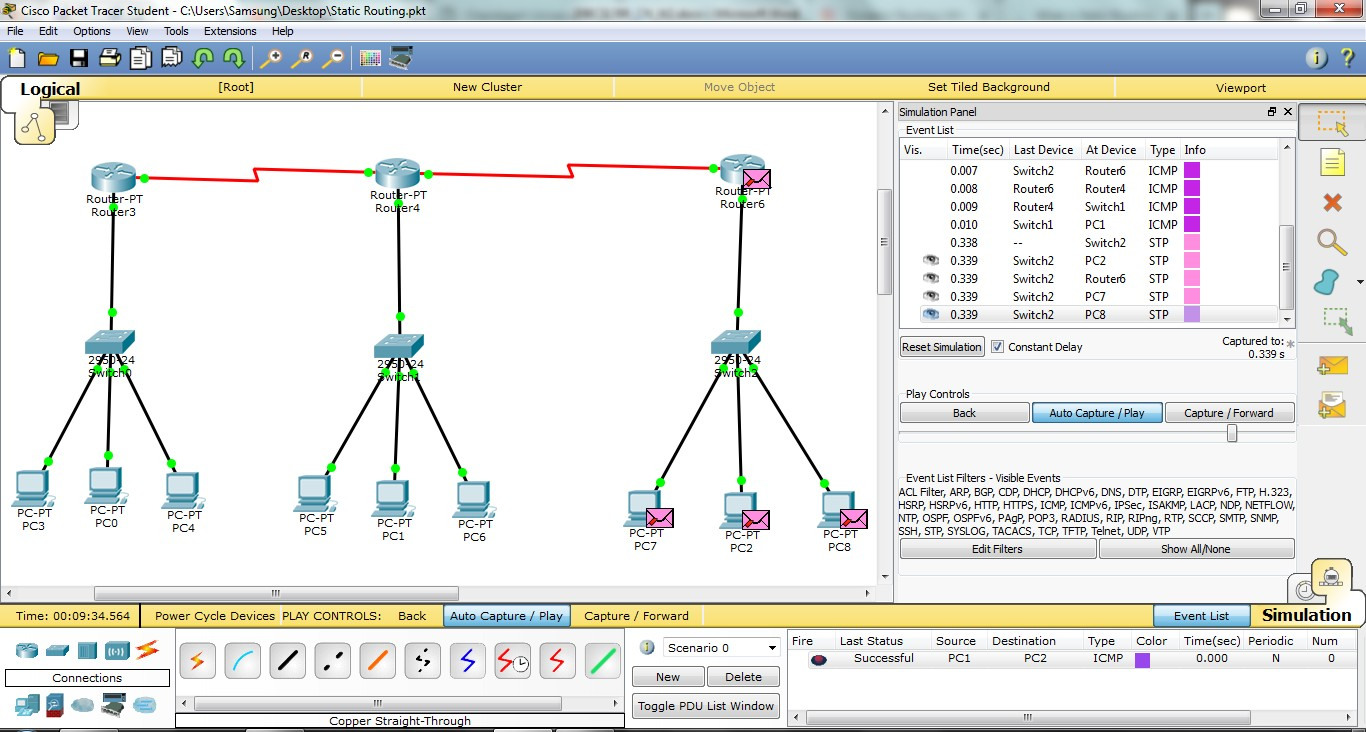 Cisco Packet Tracer Student - C:\Users\Samsung\Desktop\Static Routing.pkt
File Edit Options View Tools Extensions Help
Logical [Root] New Cluster Move Object Set Tiled Background Viewport
Router-PT
Router3
Router-PT
Router4
Router-PT
Router6
2950-24
Switch0
2950-24
Switch1
2950-24
Switch2
PC-PT
PC3
PC-PT
PC0
PC-PT
PC4
PC-PT
PC5
PC-PT
PC1
PC-PT
PC6
PC-PT
PC7
PC-PT
PC2
PC-PT
PC8
Simulation Panel
Event List
Vis. Time(sec) Last Device At Device Type Info
0.007 Switch2 Router6 ICMP
0.008 Router6 Router4 ICMP
0.009 Router4 Switch1 ICMP
0.010 Switch1 PC1 ICMP
0.338 -- Switch2 STP
0.339 Switch2 PC2 STP
0.339 Switch2 Router6 STP
0.339 Switch2 PC7 STP
0.339 Switch2 PC8 STP
Reset Simulation Constant Delay Captured to: *
0.339 s
Play Controls
Back Auto Capture / Play Capture / Forward
Event List Filters - Visible Events
ACL Filter, ARP, BGP, CDP, DHCP, DHCPv6, DNS, DTP, EIGRP, EIGRPv6, FTP, H.323,
HSRP, HSRPv6, HTTP, HTTPS, ICMP, ICMPv6, IPSec, ISAKMP, LACP, NDP, NETFLOW,
NTP, OSPF, OSPFv6, PAgP, POP3, RADIUS, RIP, RIPng, RTP, SCCP, SMTP, SNMP,
SSH, STP, SYSLOG, TACACS, TCP, TFTP, Telnet, UDP, VTP
Edit Filters Show All/None
Time: 00:09:34.564 Power Cycle Devices PLAY CONTROLS: Back Auto Capture / Play Capture / Forward Event List Simulation
Connections
Copper Straight-Through
Scenario 0
New Delete
Toggle PDU List Window
Fire Last Status Source Destination Type Color Time(sec) Periodic Num
Successful PC1 PC2 ICMP 0.000 N 0